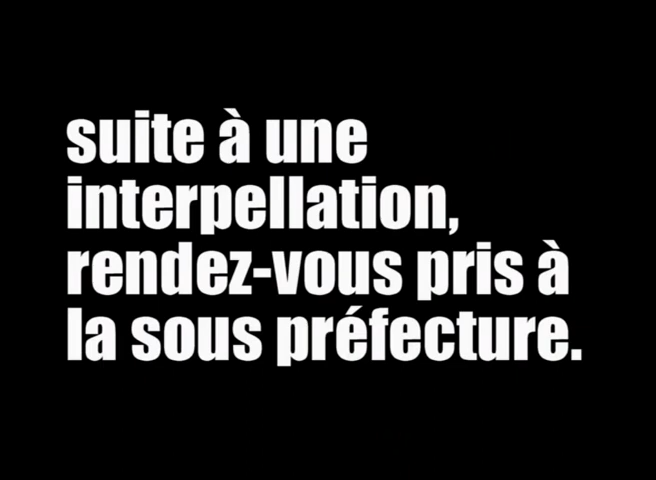 suite à une
interpellation,
rendez-vous pris à
la sous préfecture.